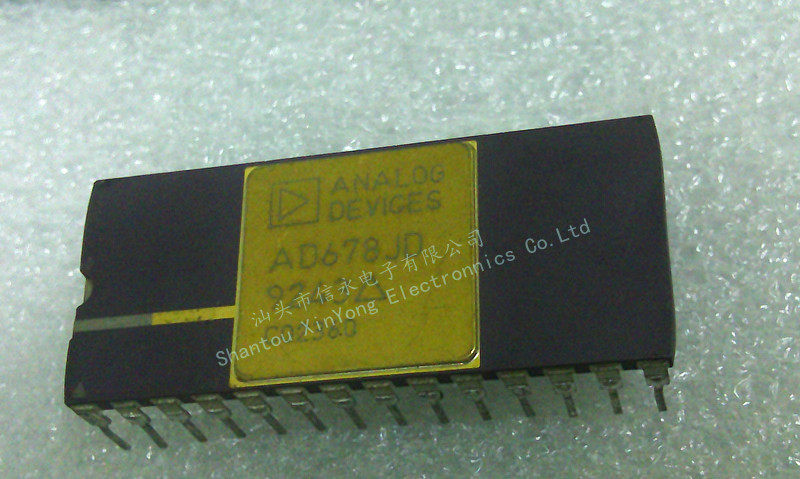 ANALOG
DEVICES
AD678JD
9343
汕头市信永电子有限公司
Shantou XinYong Electronnics Co.Ltd